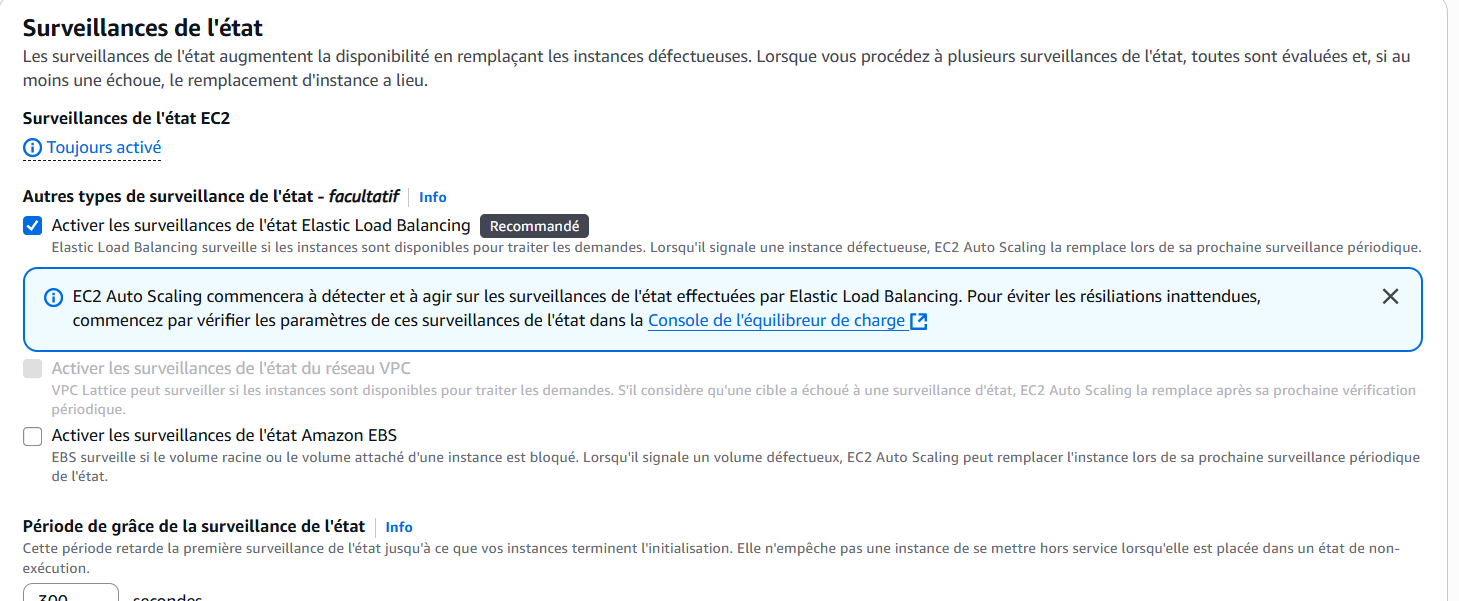 Surveillances de l'état
Les surveillances de l'état augmentent la disponibilité en remplaçant les instances défectueuses. Lorsque vous procédez à plusieurs surveillances de l'état, toutes sont évaluées et, si au
moins une échoue, le remplacement d'instance a lieu.
Surveillances de l'état EC2
Toujours activé
Autres types de surveillance de l'état - facultatif Info
Activer les surveillances de l'état Elastic Load Balancing Recommandé
Elastic Load Balancing surveille si les instances sont disponibles pour traiter les demandes. Lorsqu'il signale une instance défectueuse, EC2 Auto Scaling la remplace lors de sa prochaine surveillance périodique.
EC2 Auto Scaling commencera à détecter et à agir sur les surveillances de l'état effectuées par Elastic Load Balancing. Pour éviter les résiliations inattendues,
commencez par vérifier les paramètres de ces surveillances de l'état dans la Console de l'équilibreur de charge
Activer les surveillances de l'état du réseau VPC
VPC Lattice peut surveiller si les instances sont disponibles pour traiter les demandes. S'il considère qu'une cible a échoué à une surveillance d'état, EC2 Auto Scaling la remplace après sa prochaine vérification
périodique.
Activer les surveillances de l'état Amazon EBS
EBS surveille si le volume racine ou le volume attaché d'une instance est bloqué. Lorsqu'il signale un volume défectueux, EC2 Auto Scaling peut remplacer l'instance lors de sa prochaine surveillance périodique
de l'état.
Période de grâce de la surveillance de l'état Info
Cette période retarde la première surveillance de l'état jusqu'à ce que vos instances terminent l'initialisation. Elle n'empêche pas une instance de se mettre hors service lorsqu'elle est placée dans un état de non-
exécution.
300 secondes